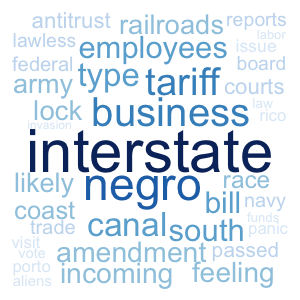 antitrust railroads reports
lawless employees labor
issue
federal type tariff board
army courts
lock business law
rico
invasion
interstate
likely negro race
bill navy
coast canal south funds
trade panic
visit amendment passed
vote
porto incoming feeling
aliens